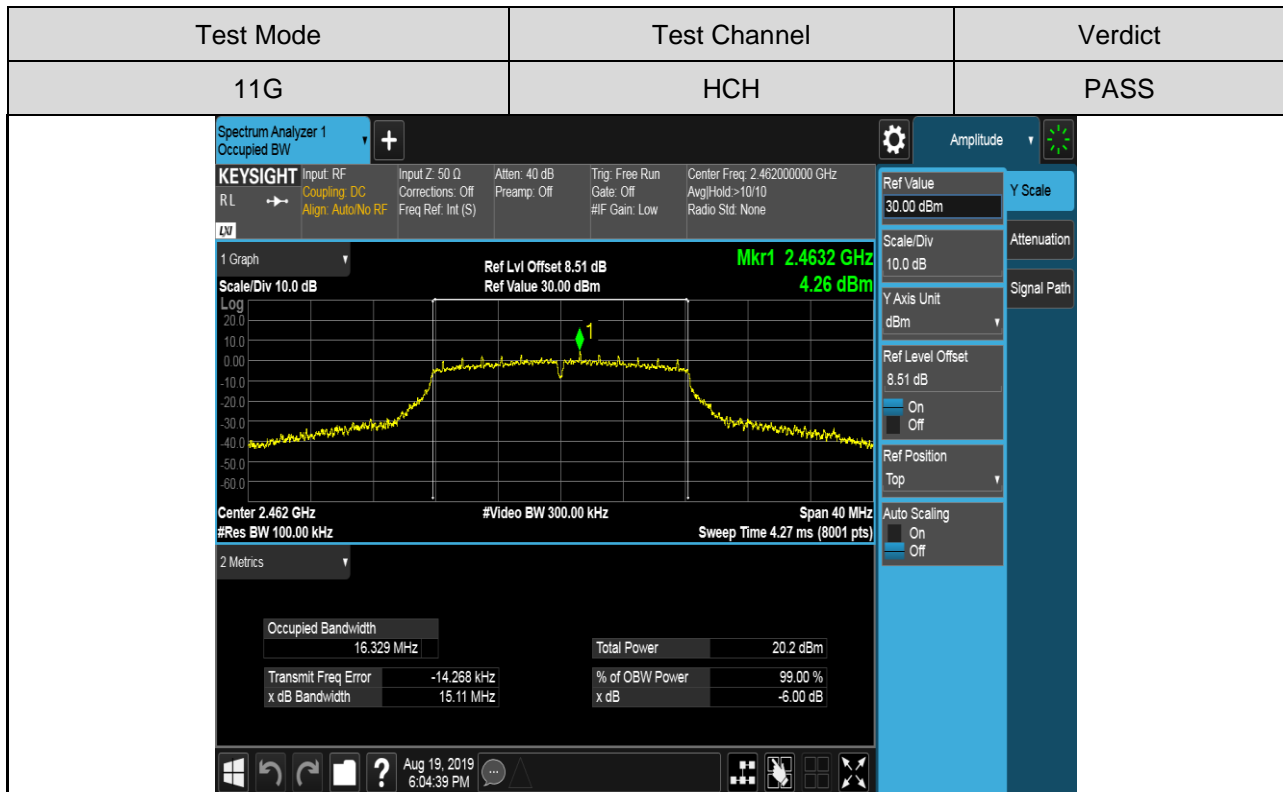 Test Mode Test Channel Verdict
11G HCH PASS
Spectrum Analyzer 1
Occupied BW
+
Amplitude
KEYSIGHT Input: RF Input Z: 50 Ω Atten: 40 dB Trig: Free Run Center Freq: 2.462000000 GHz
RL Coupling: DC Corrections: Off Preamp: Off Gate: Off Avg|Hold:>10/10
Align: Auto/No RF Freq Ref: Int (S) #IF Gain: Low Radio Std: None
LXI
1 Graph Ref Lvl Offset 8.51 dB Mkr1 2.4632 GHz
Scale/Div 10.0 dB Ref Value 30.00 dBm 4.26 dBm
Log
20.0
10.0
1
0.00
-10.0
-20.0
-30.0
-40.0
-50.0
-60.0
Center 2.462 GHz #Video BW 300.00 kHz Span 40 MHz
#Res BW 100.00 kHz Sweep Time 4.27 ms (8001 pts)
2 Metrics
Occupied Bandwidth
16.329 MHz Total Power 20.2 dBm
Transmit Freq Error -14.268 kHz % of OBW Power 99.00 %
x dB Bandwidth 15.11 MHz x dB -6.00 dB
Ref Value
30.00 dBm
Scale/Div
10.0 dB
Y Axis Unit
dBm
Ref Level Offset
8.51 dB
On
Off
Ref Position
Top
Auto Scaling
On
Off
Y Scale
Attenuation
Signal Path
? Aug 19, 2019
6:04:39 PM